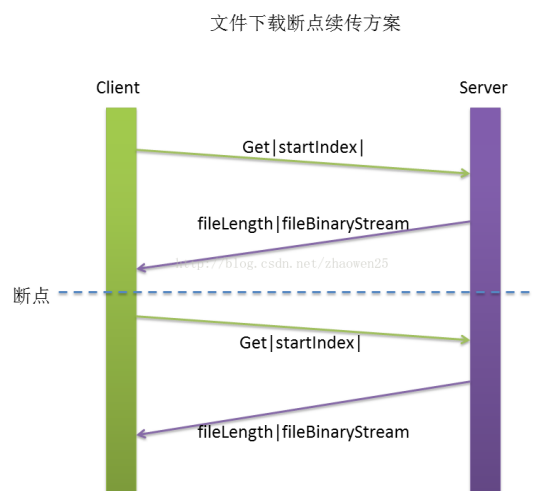 文件下载断点续传方案
Client
Server
Get|startIndex|
fileLength|fileBinaryStream
http://blog.csdn.net/zhaowen25
断点
Get|startIndex|
fileLength|fileBinaryStream